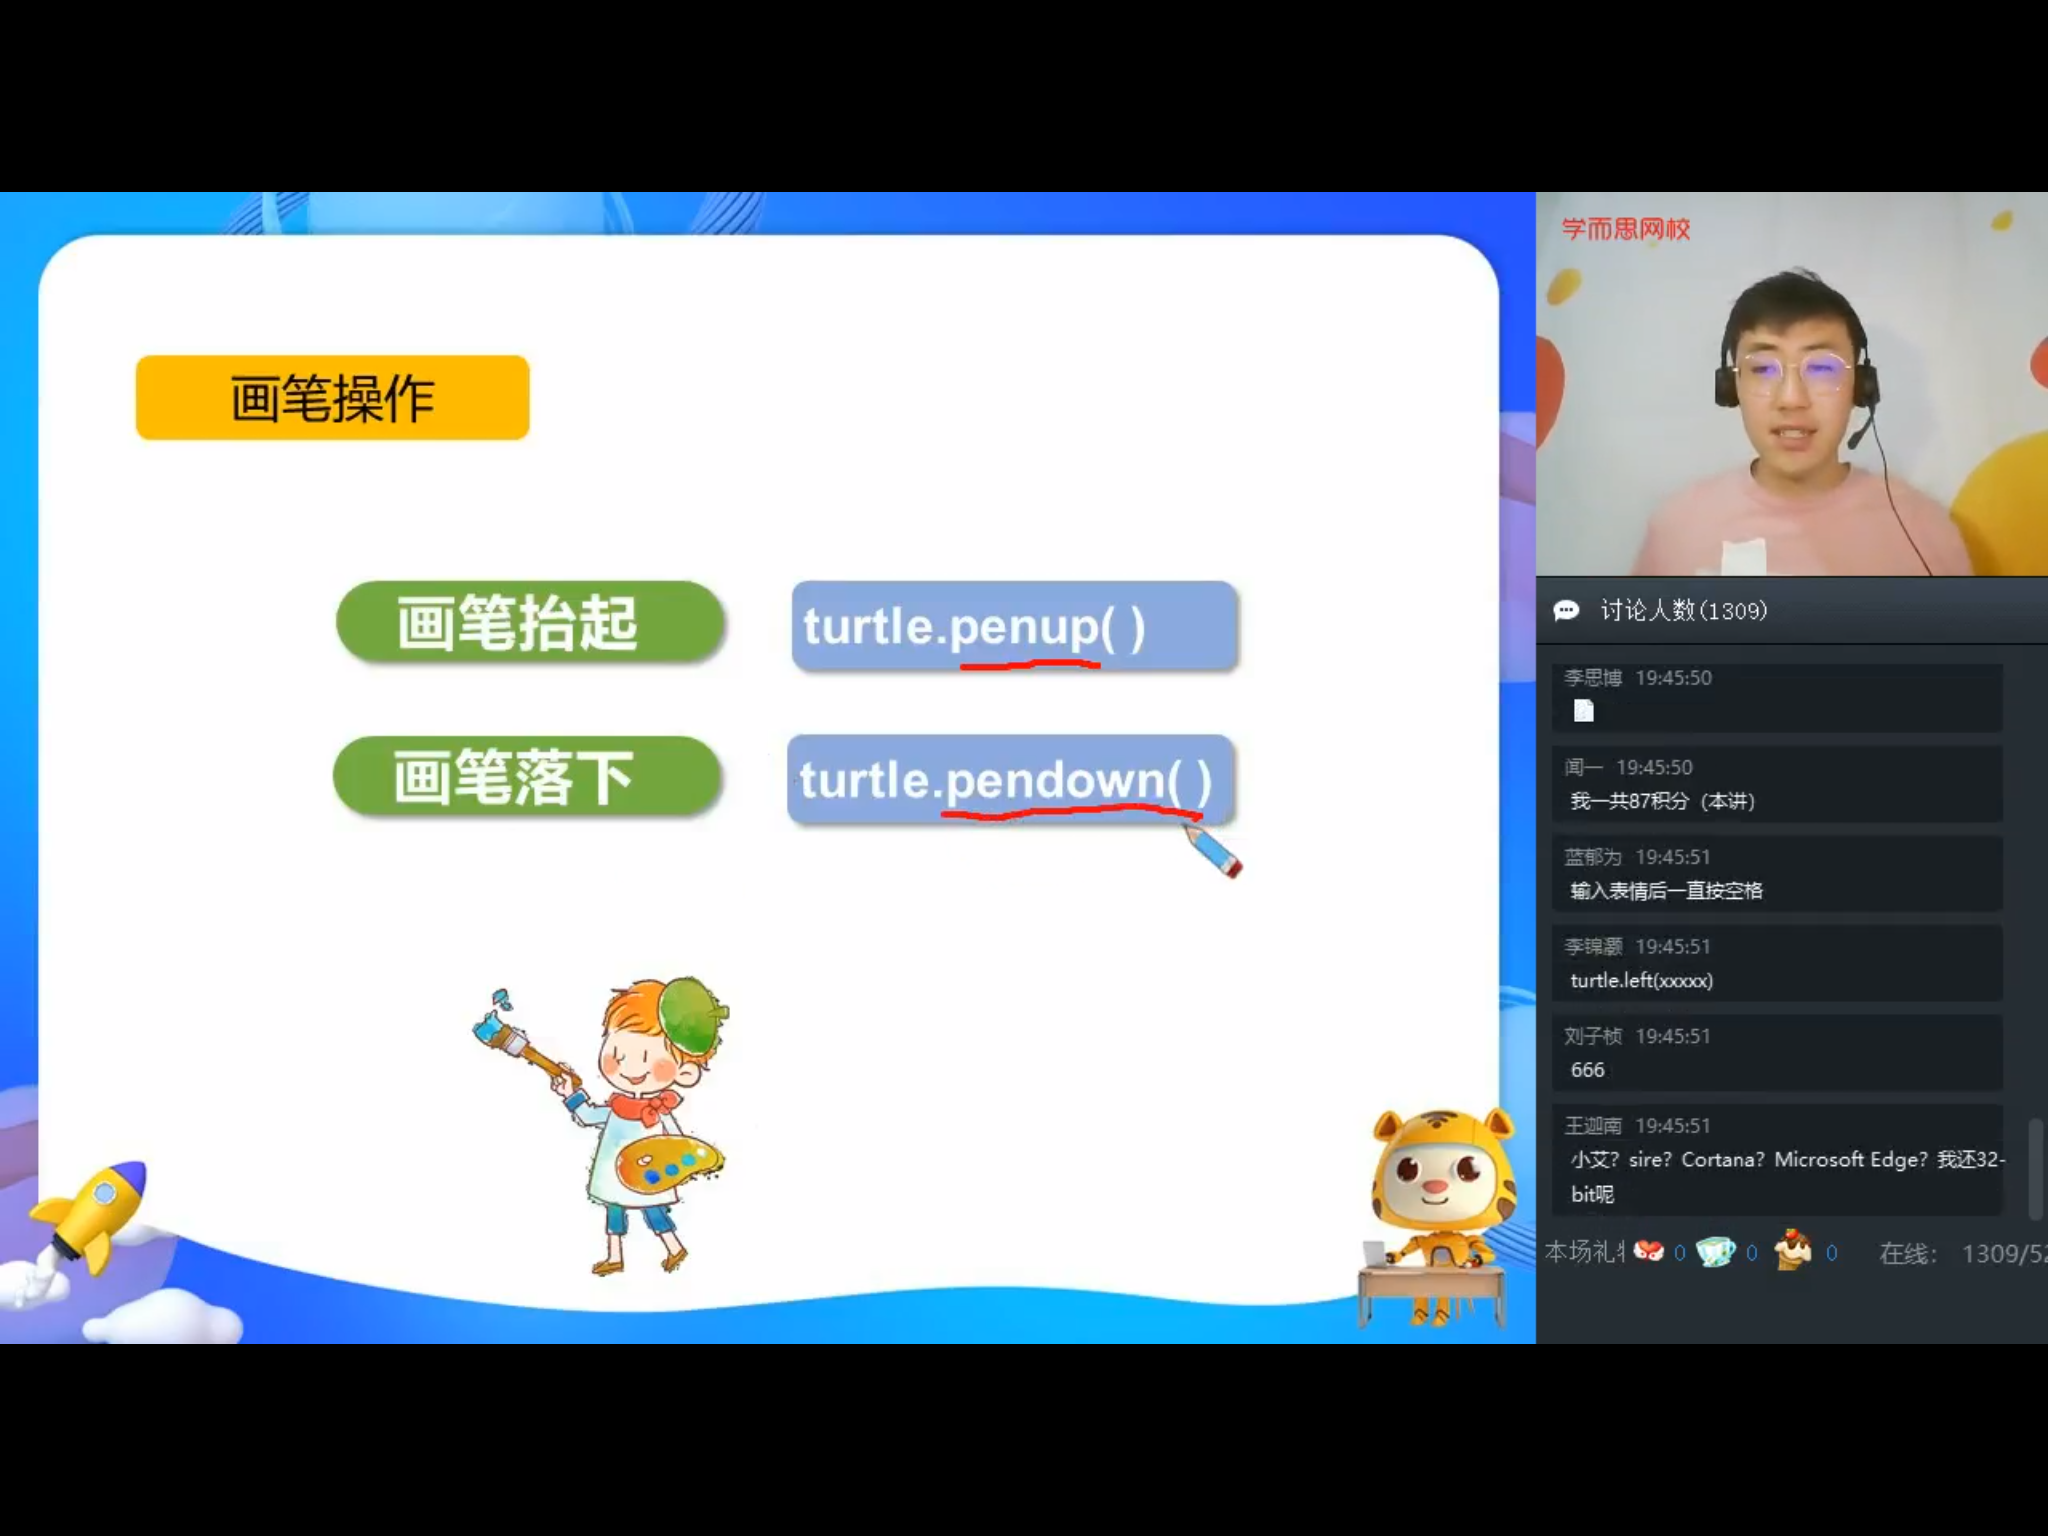 画笔操作
画笔抬起
turtle.penup( )
画笔落下
turtle.pendown( )
学而思网校
讨论人数(1309)
李思博 19:45:50
闻一 19:45:50
我一共87积分（本讲）
蓝郁为 19:45:51
输入表情后一直按空格
李锦灏 19:45:51
turtle.left(xxxxx)
刘子桢 19:45:51
666
王迦南 19:45:51
小艾？sire？Cortana？Microsoft Edge？我还32-
bit呢
本场礼 0 0 0 在线： 1309/52